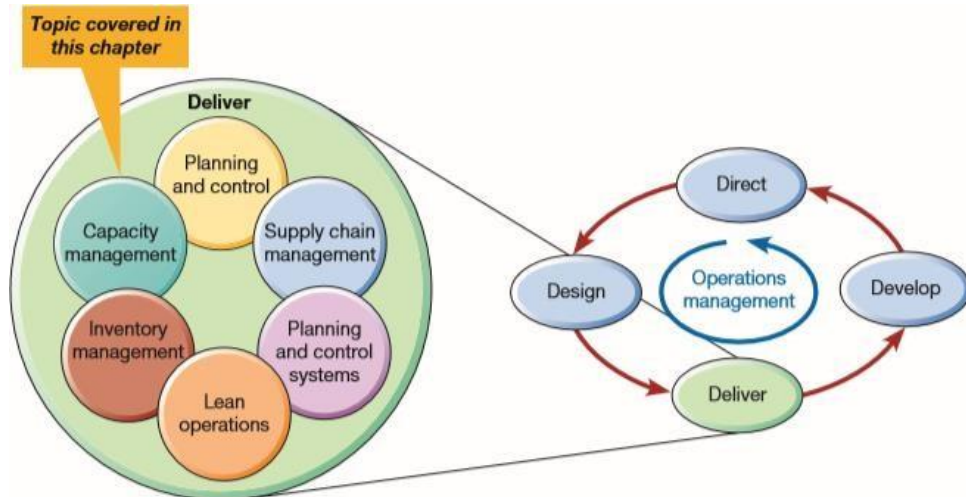 Topic covered in
this chapter
Deliver
Planning
and control
Capacity
management
Supply chain
management
Inventory
management
Planning
and control
systems
Lean
operations
Direct
Design
Operations
management
Develop
Deliver